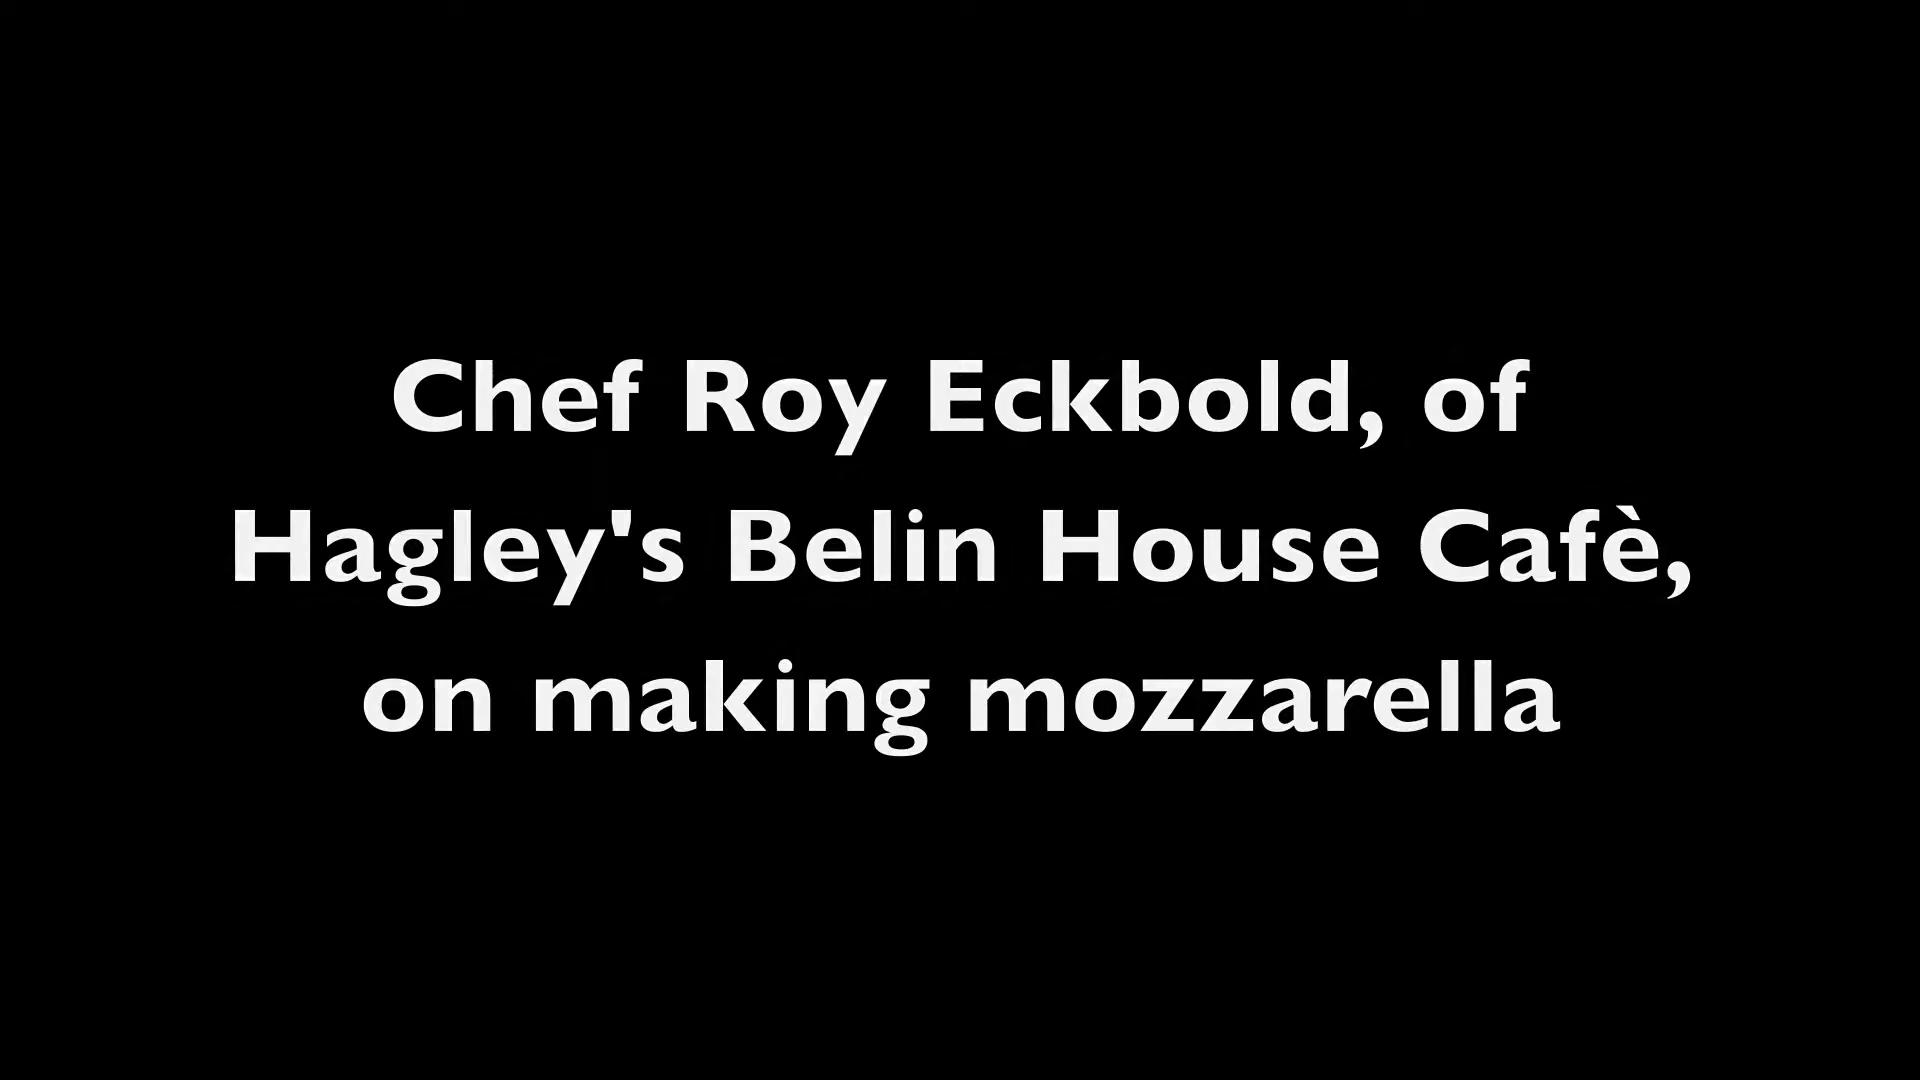 Chef Roy Eckbold, of
Hagley's Belin House Cafè,
on making mozzarella